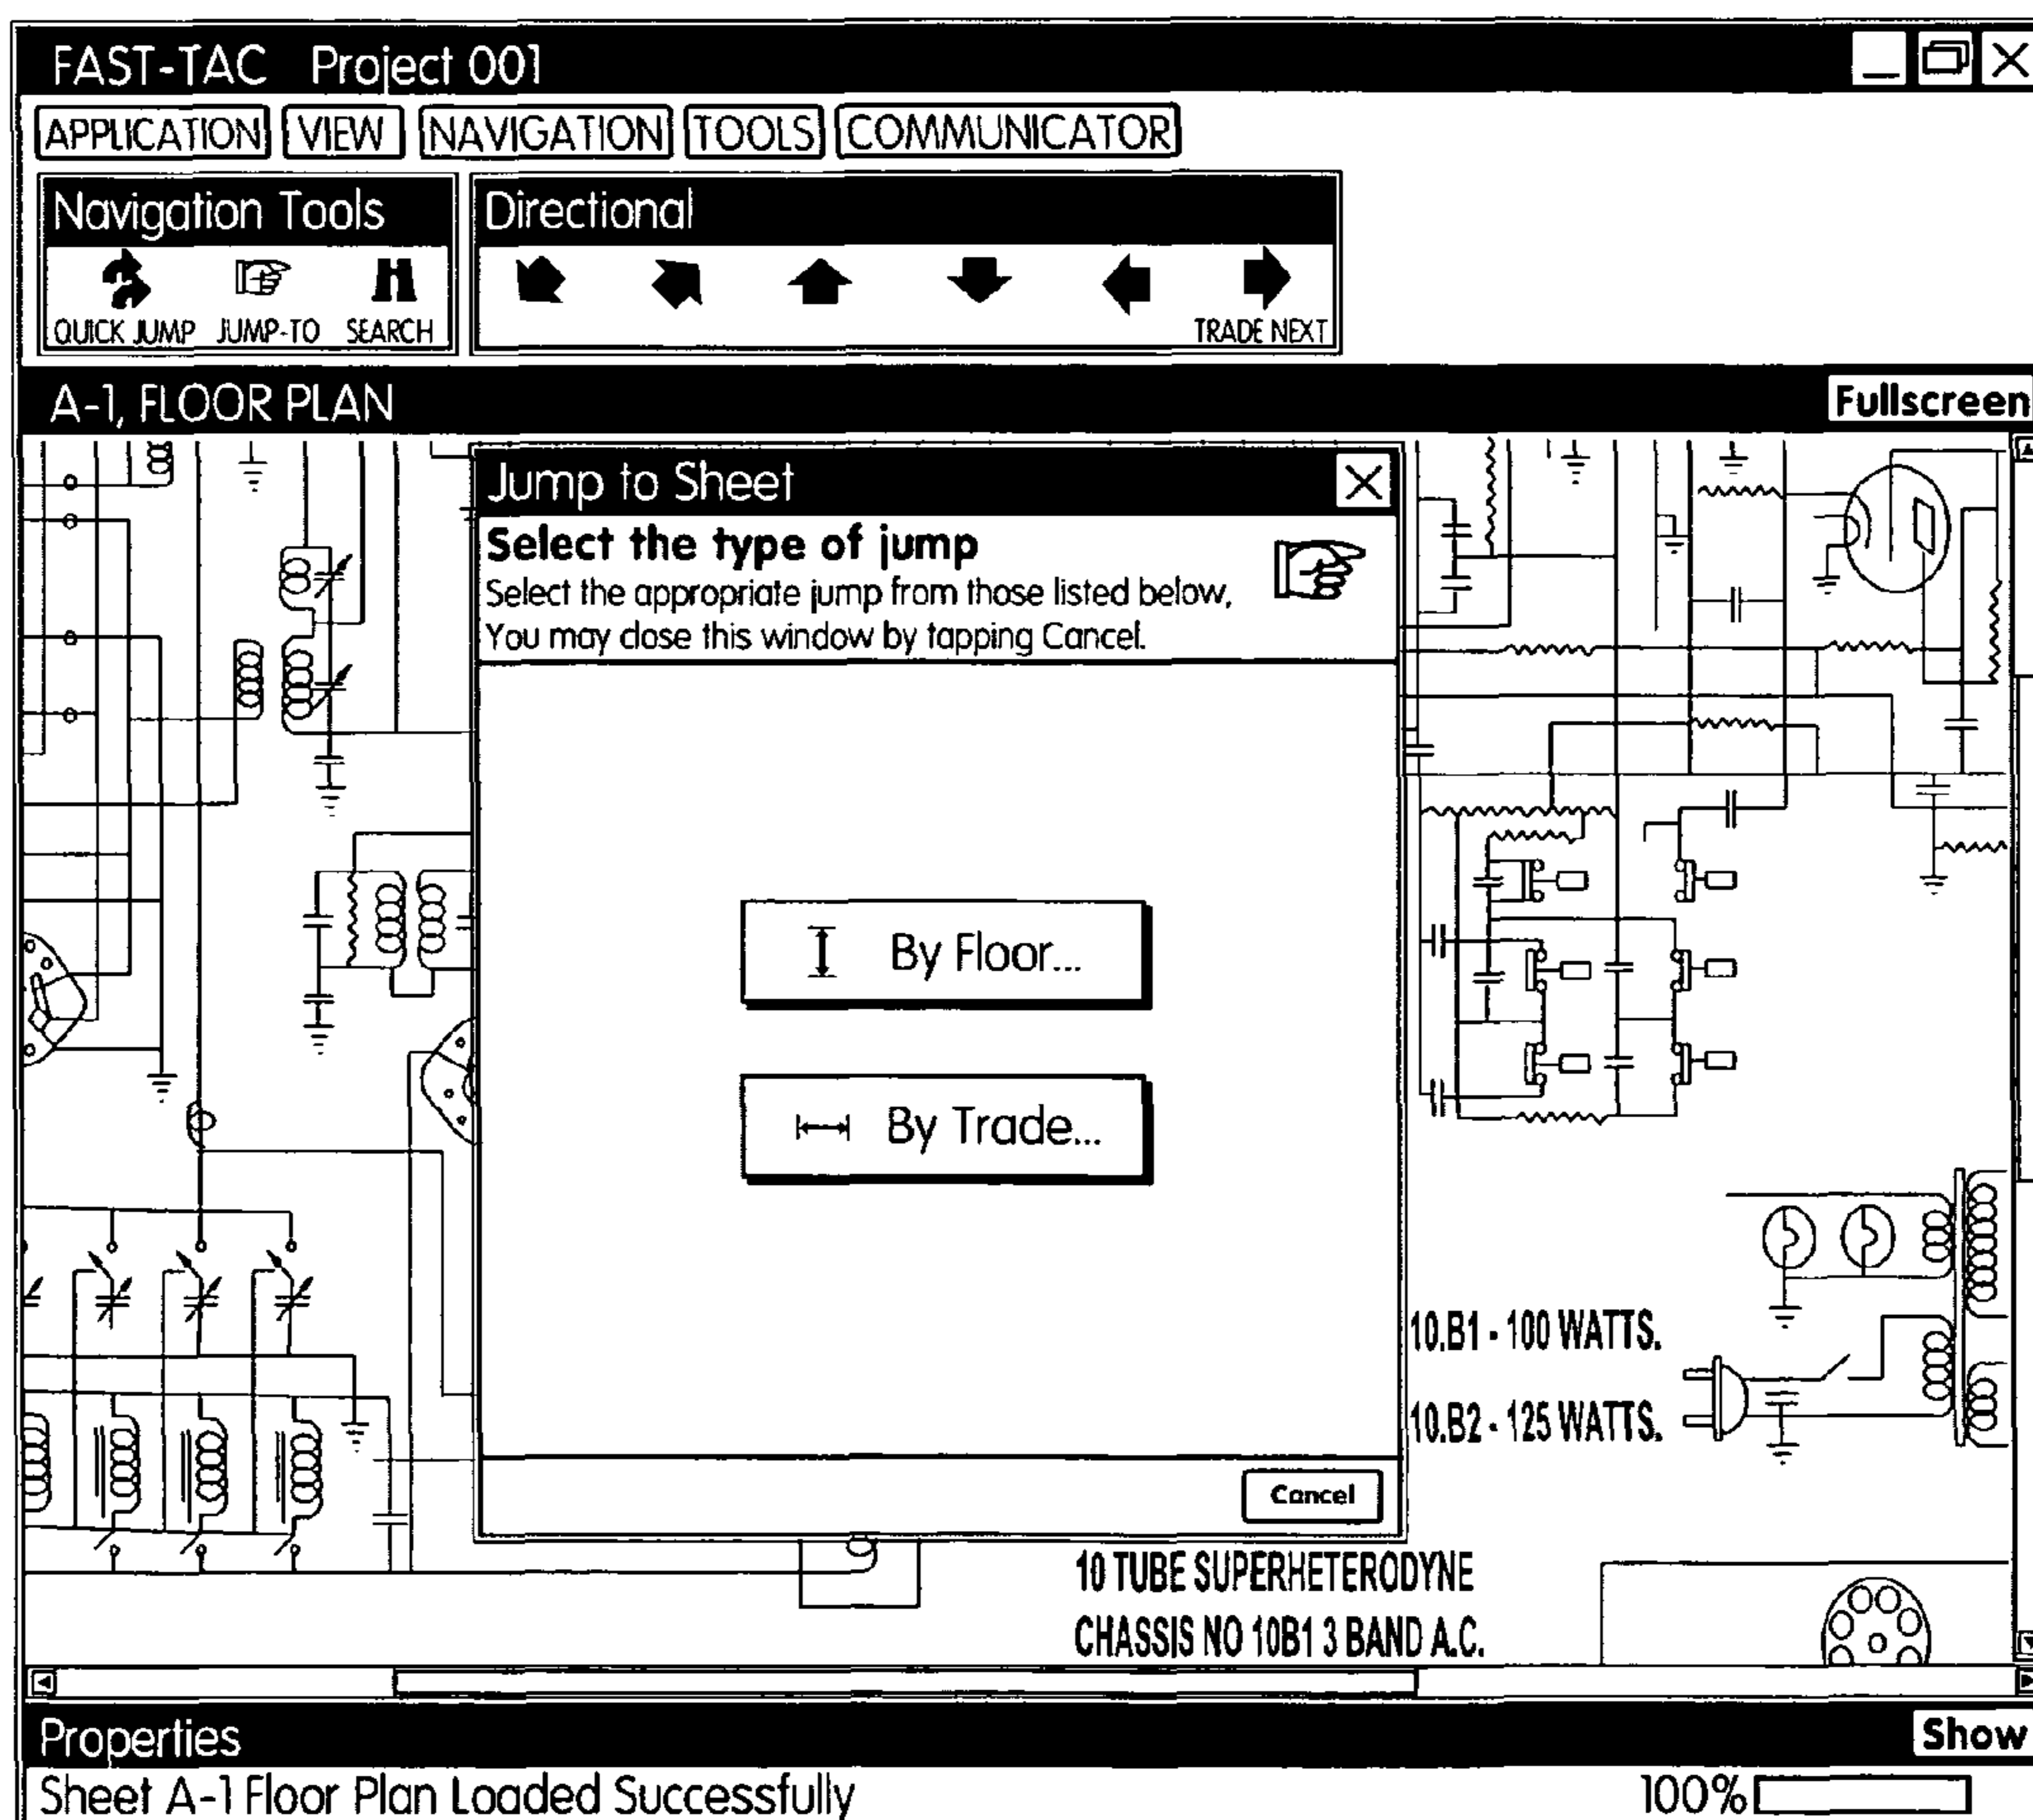 FAST-TAC Project 001
APPLICATION VIEW NAVIGATION TOOLS COMMUNICATOR
Navigation Tools
QUICK JUMP JUMP-TO SEARCH
Directional
TRADE NEXT
A-1, FLOOR PLAN
Fullscreen
Jump to Sheet
Select the type of jump
Select the appropriate jump from those listed below,
You may close this window by tapping Cancel.
By Floor...
By Trade...
Cancel
10.B1 - 100 WATTS.
10.B2 - 125 WATTS.
10 TUBE SUPERHETERODYNE
CHASSIS NO 10B1 3 BAND A.C.
Properties
Show
Sheet A-1 Floor Plan Loaded Successfully
100%